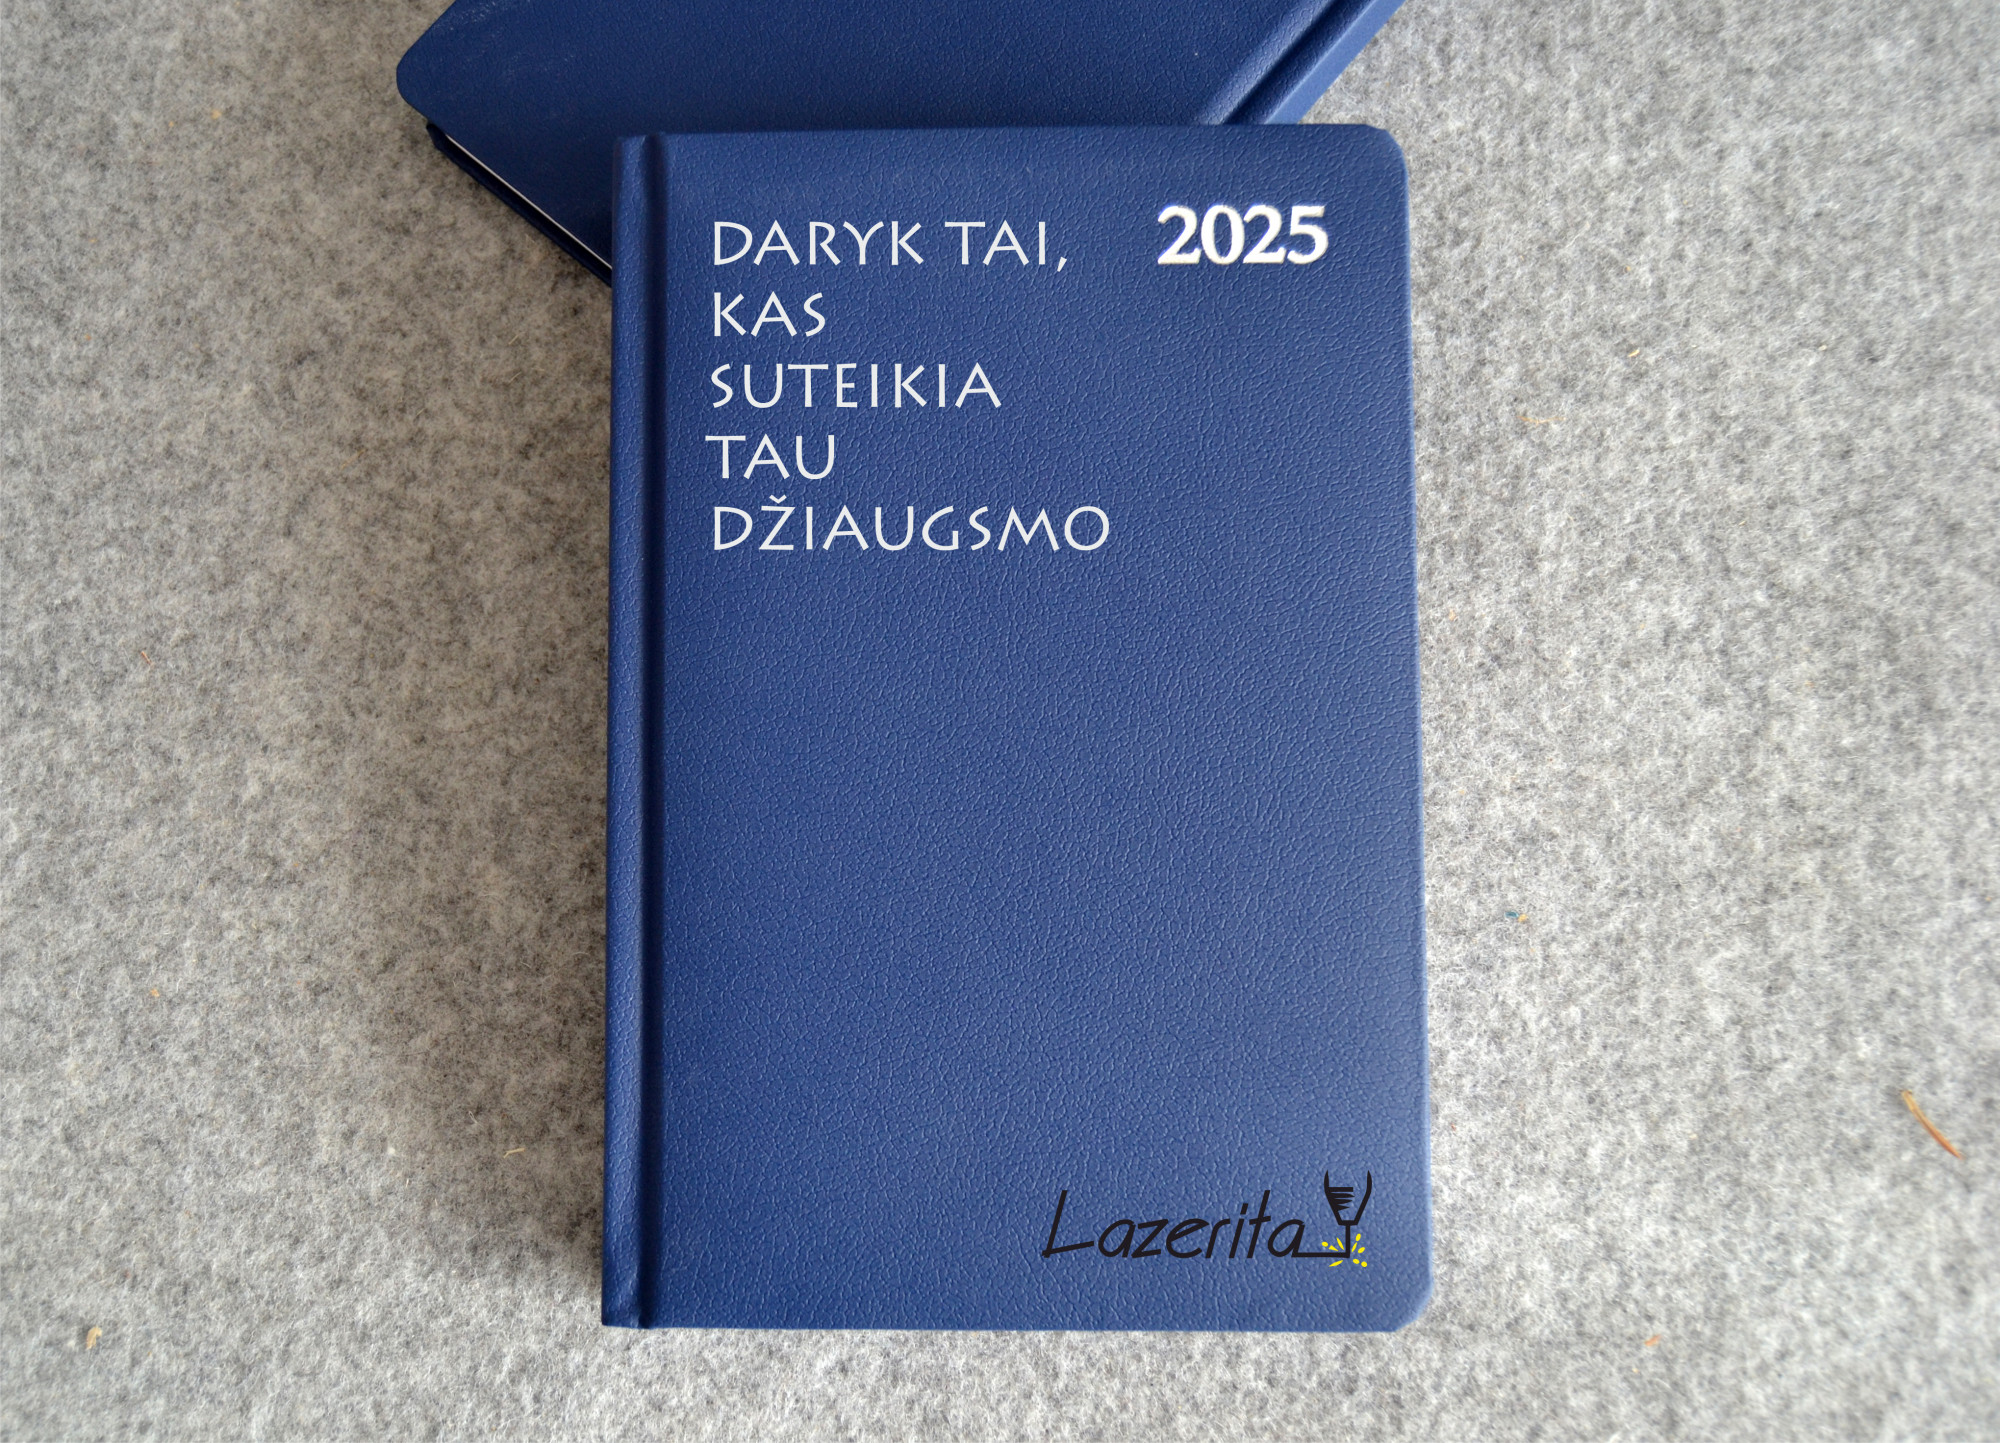 DARYK TAI,
2025
KAS
SUTEIKIA
TAU
DŽIAUGSMO
Lazerita